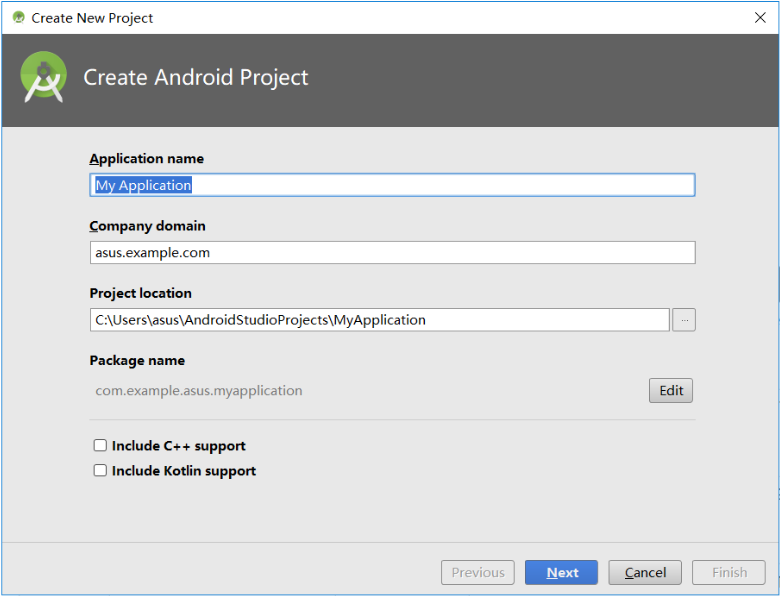 Create New Project
Create Android Project
Application name
My Application
Company domain
asus.example.com
Project location
C:\Users\asus\AndroidStudioProjects\MyApplication
...
Package name
com.example.asus.myapplication
Edit
Include C++ support
Include Kotlin support
Previous Next Cancel Finish